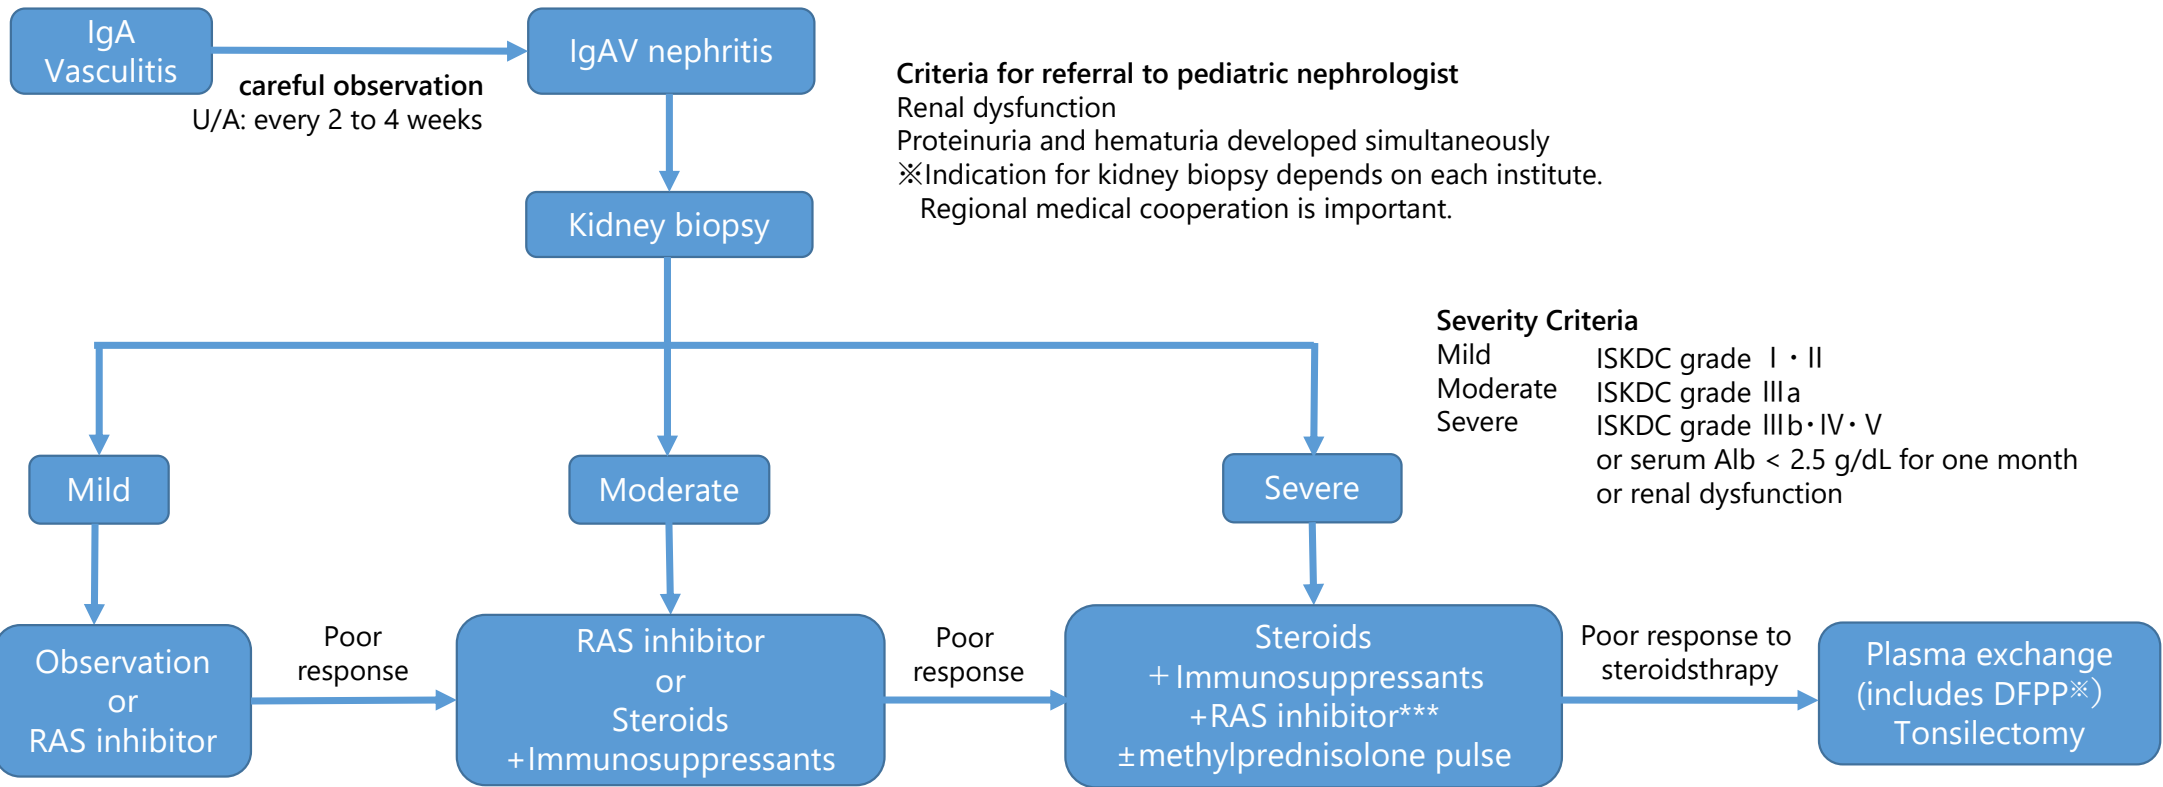 IgA
Vasculitis
careful observation
U/A: every 2 to 4 weeks
IgAV nephritis
Criteria for referral to pediatric nephrologist
Renal dysfunction
Proteinuria and hematuria developed simultaneously
※Indication for kidney biopsy depends on each institute.
Regional medical cooperation is important.
Kidney biopsy
Severity Criteria
Mild ISKDC grade Ⅰ・Ⅱ
Moderate ISKDC grade Ⅲa
Severe ISKDC grade Ⅲb・Ⅳ・Ⅴ
or serum Alb < 2.5 g/dL for one month
or renal dysfunction
Mild
Moderate
Severe
Observation
or
RAS inhibitor
Poor
response
RAS inhibitor
or
Steroids
+Immunosuppressants
Poor
response
Steroids
＋Immunosuppressants
+RAS inhibitor***
±methylprednisolone pulse
Poor response to
steroidsthrapy
Plasma exchange
(includes DFPP※）
Tonsilectomy